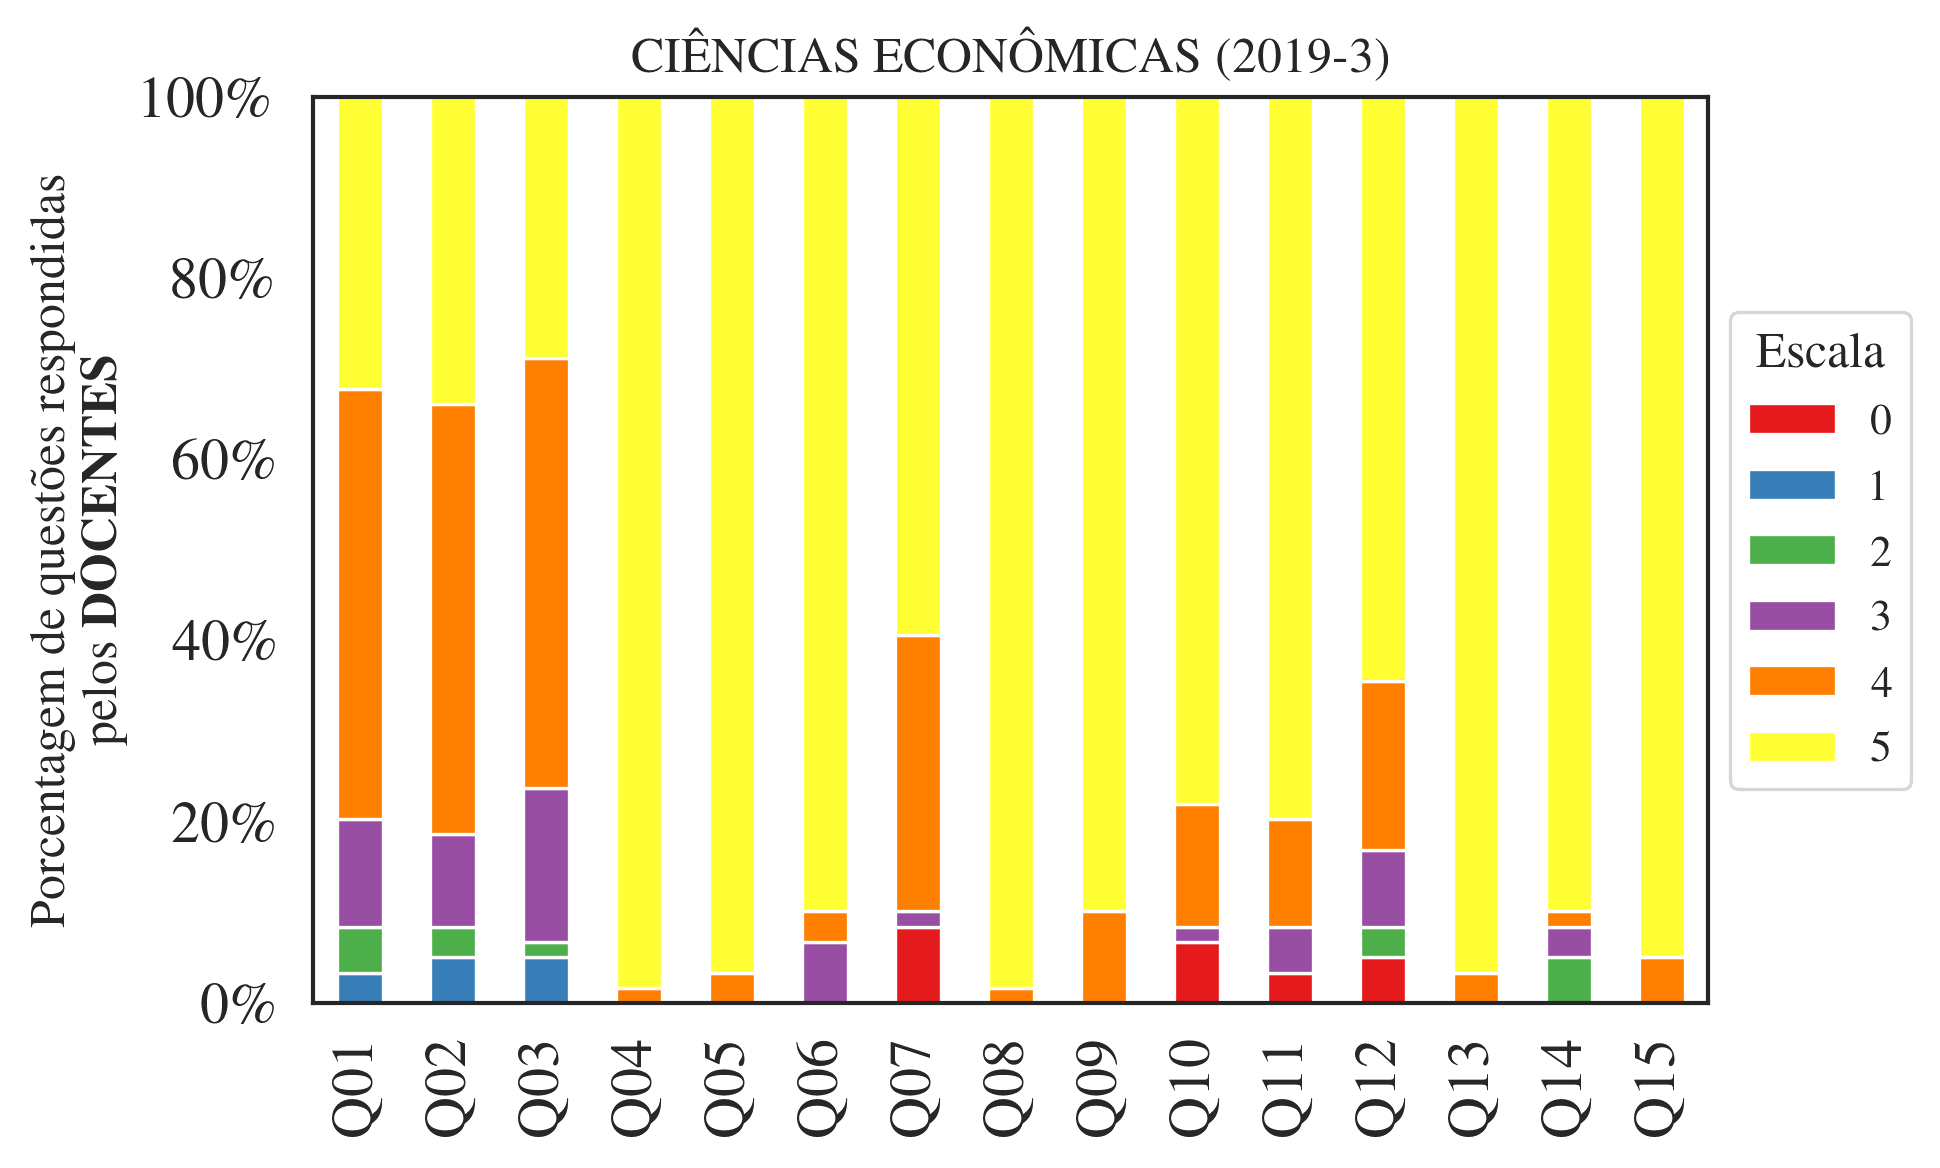 CIÊNCIAS ECONÔMICAS (2019-3)
Porcentagem de questões respondidas
pelos DOCENTES
100%
80%
60%
40%
20%
0%
Q01
Q02
Q03
Q04
Q05
Q06
Q07
Q08
Q09
Q10
Q11
Q12
Q13
Q14
Q15
Escala
0
1
2
3
4
5